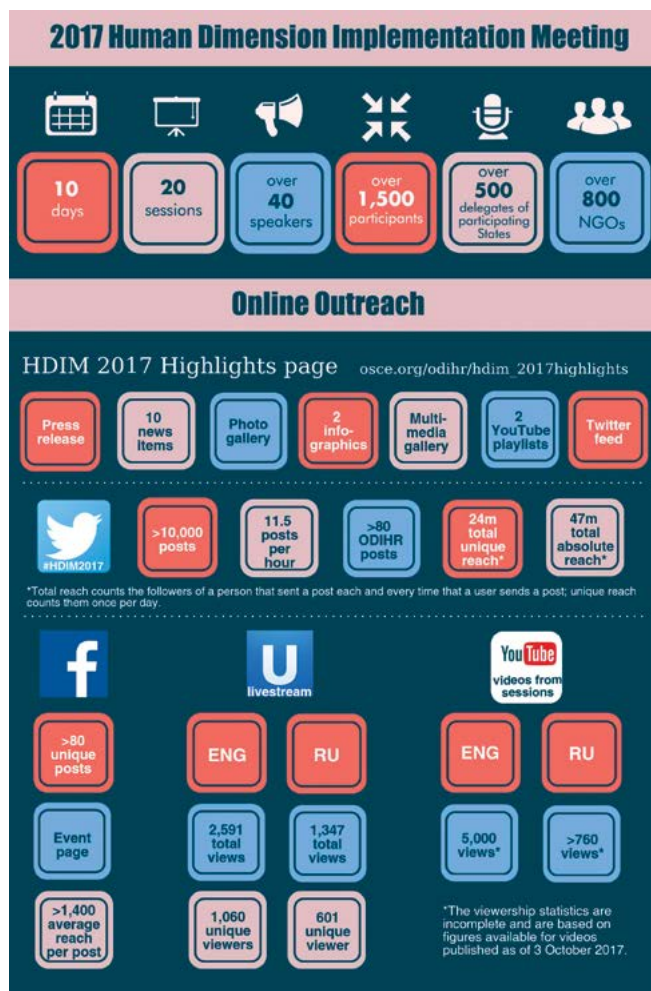 2017 Human Dimension Implementation Meeting
10
days
20
sessions
over
40
speakers
over
1,500
participants
over
500
delegates of
participating
States
over
800
NGOs
Online Outreach
HDIM 2017 Highlights page osce.org/odihr/hdim_2017highlights
Press
release
10
news
items
Photo
gallery
2
info-
graphics
Multi-
media
gallery
2
YouTube
playlists
Twitter
feed
#HDIM2017
>10,000
posts
11.5
posts
per
hour
>80
ODIHR
posts
24m
total
unique
reach*
47m
total
absolute
reach*
*Total reach counts the followers of a person that sent a post each and every time that a user sends a post; unique reach
counts them once per day.
f
U
livestream
YouTube
videos from
sessions
>80
unique
posts
ENG
RU
ENG
RU
Event
page
2,591
total
views
1,347
total
views
5,000
views*
>760
views*
>1,400
average
reach
per post
1,060
unique
viewers
601
unique
viewer
*The viewership statistics are
incomplete and are based on
figures available for videos
published as of 3 October 2017.